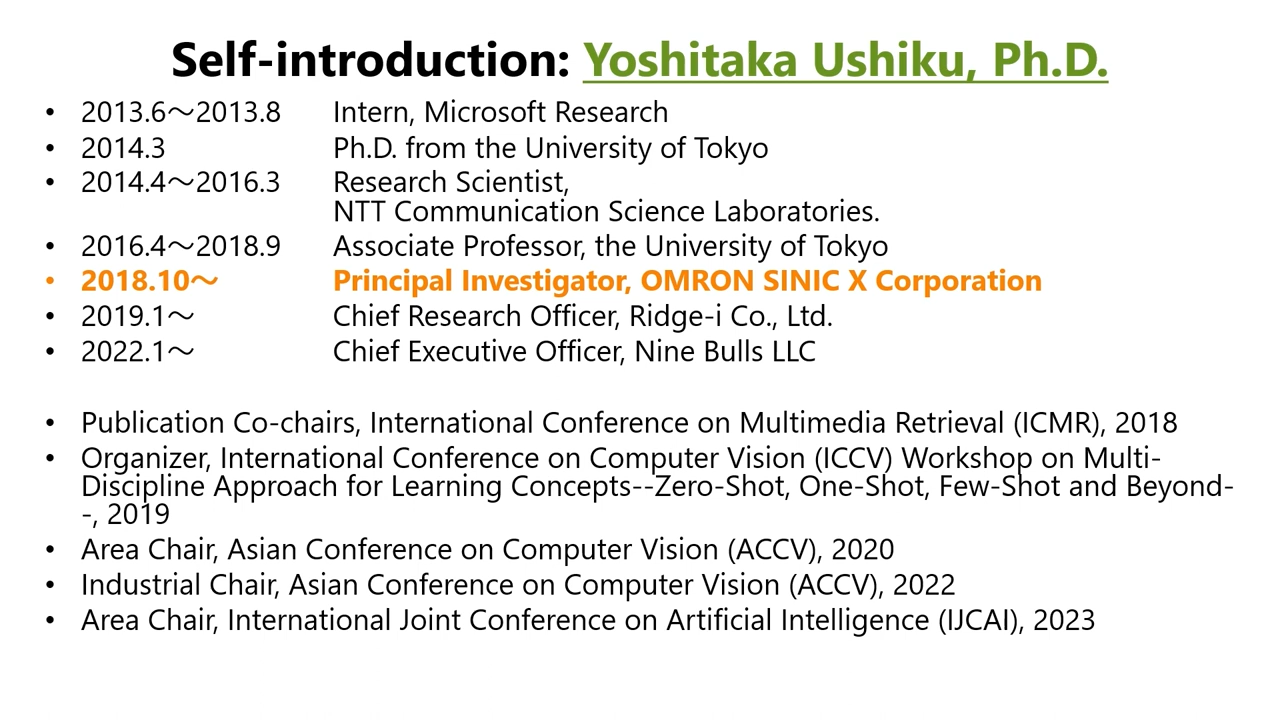 Self-introduction: Yoshitaka Ushiku, Ph.D.
• 2013.6～2013.8 Intern, Microsoft Research
• 2014.3 Ph.D. from the University of Tokyo
• 2014.4～2016.3 Research Scientist,
NTT Communication Science Laboratories.
• 2016.4～2018.9 Associate Professor, the University of Tokyo
• 2018.10～ Principal Investigator, OMRON SINIC X Corporation
• 2019.1～ Chief Research Officer, Ridge-i Co., Ltd.
• 2022.1～ Chief Executive Officer, Nine Bulls LLC
• Publication Co-chairs, International Conference on Multimedia Retrieval (ICMR), 2018
• Organizer, International Conference on Computer Vision (ICCV) Workshop on Multi-
Discipline Approach for Learning Concepts--Zero-Shot, One-Shot, Few-Shot and Beyond-
-, 2019
• Area Chair, Asian Conference on Computer Vision (ACCV), 2020
• Industrial Chair, Asian Conference on Computer Vision (ACCV), 2022
• Area Chair, International Joint Conference on Artificial Intelligence (IJCAI), 2023